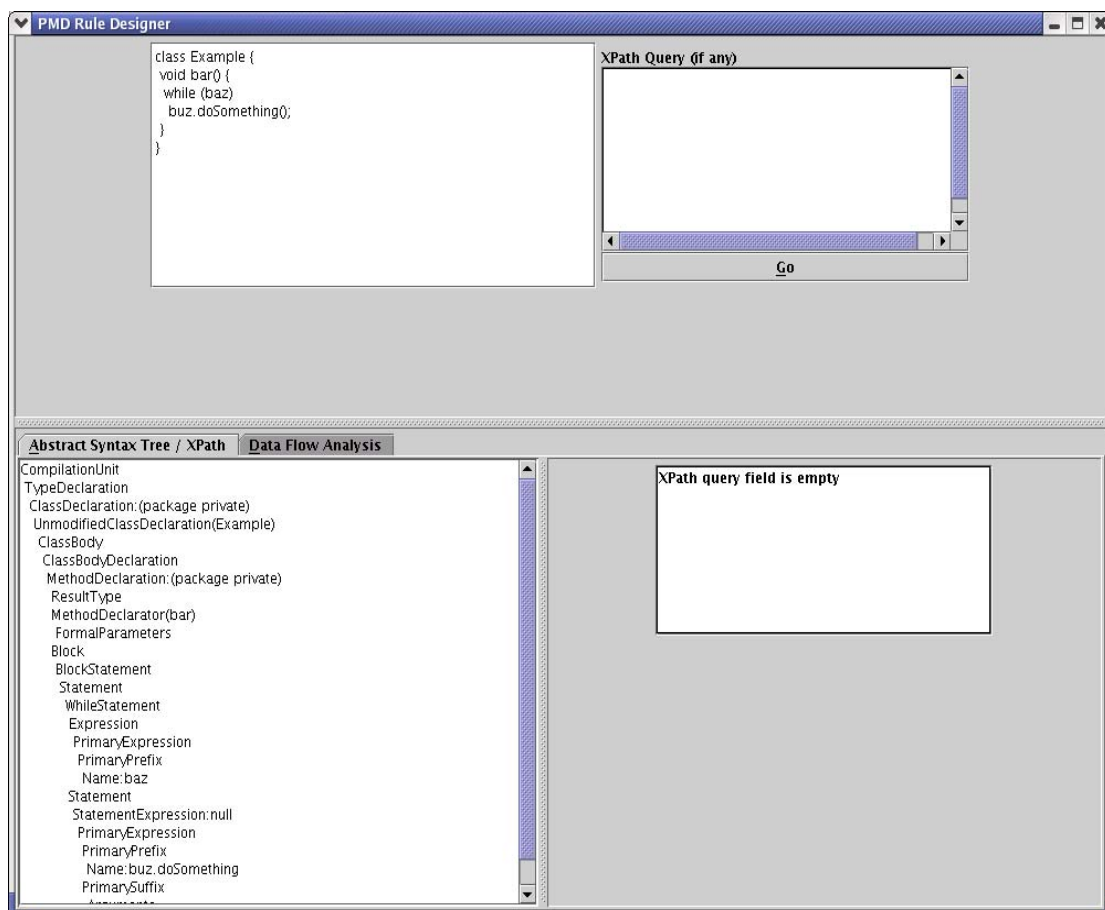 PMD Rule Designer
class Example {
void bar() {
while (baz)
buz.doSomething();
}
}
XPath Query (if any)
Go
Abstract Syntax Tree / XPath
Data Flow Analysis
CompilationUnit
TypeDeclaration
ClassDeclaration:(package private)
UnmodifiedClassDeclaration(Example)
ClassBody
ClassBodyDeclaration
MethodDeclaration:(package private)
ResultType
MethodDeclarator(bar)
FormalParameters
Block
BlockStatement
Statement
WhileStatement
Expression
PrimaryExpression
PrimaryPrefix
Name:baz
Statement
StatementExpression:null
PrimaryExpression
PrimaryPrefix
Name:buz.doSomething
PrimarySuffix
Arguments
XPath query field is empty